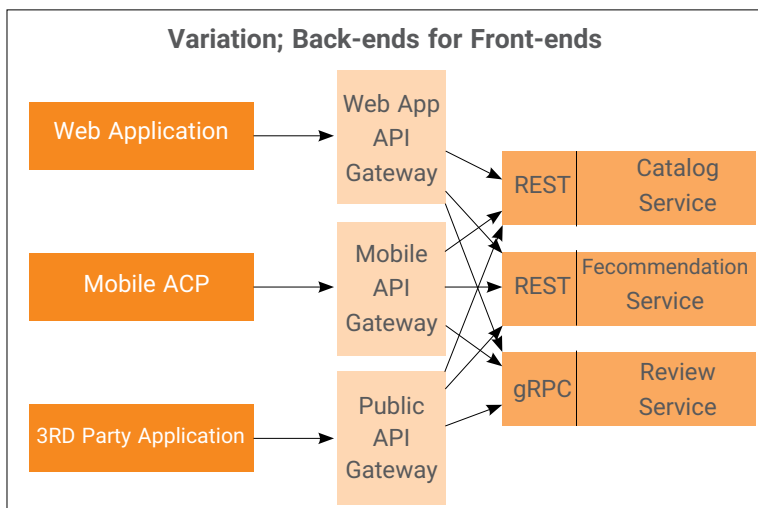 Variation; Back-ends for Front-ends
Web Application
Web App
API
Gateway
REST
Catalog
Service
Mobile ACP
Mobile
API
Gateway
REST
Fecommendation
Service
3RD Party Application
Public
API
Gateway
gRPC
Review
Service